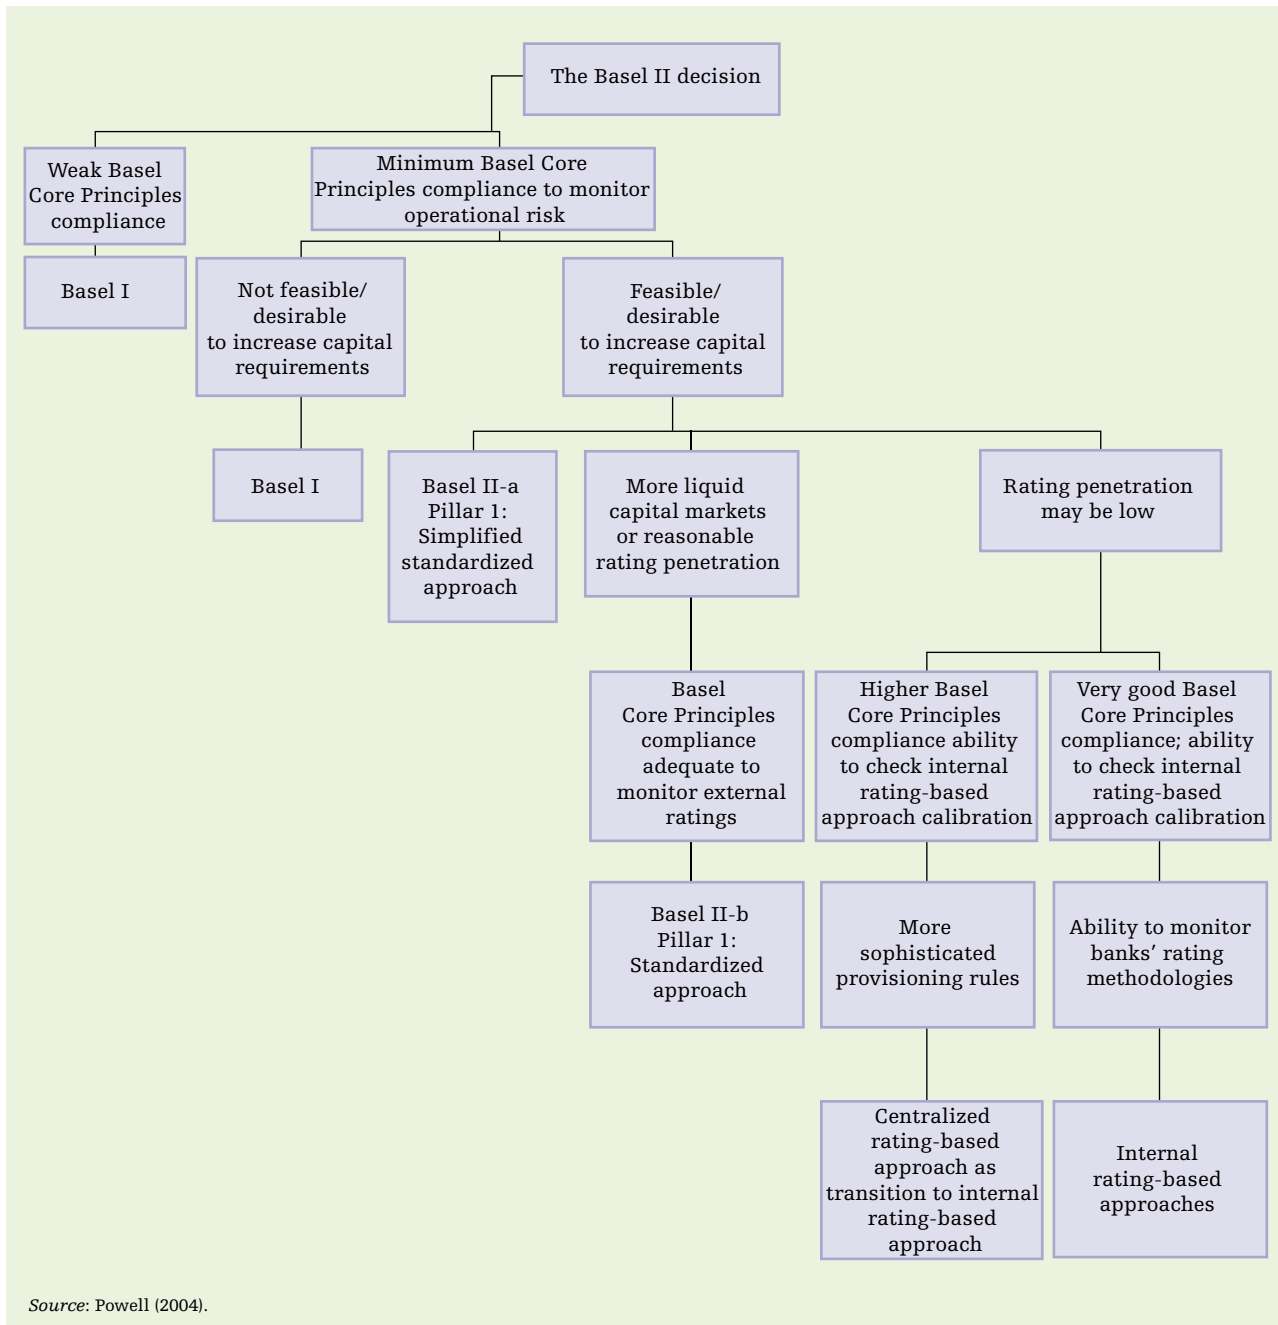 The Basel II decision
Weak Basel
Core Principles
compliance
Minimum Basel Core
Principles compliance to monitor
operational risk
Basel I
Not feasible/
desirable
to increase capital
requirements
Feasible/
desirable
to increase capital
requirements
Basel I
Basel II-a
Pillar 1:
Simplified
standardized
approach
More liquid
capital markets
or reasonable
rating penetration
Rating penetration
may be low
Basel
Core Principles
compliance
adequate to
monitor external
ratings
Higher Basel
Core Principles
compliance ability
to check internal
rating-based
approach calibration
Very good Basel
Core Principles
compliance; ability
to check internal
rating-based
approach calibration
Basel II-b
Pillar 1:
Standardized
approach
More
sophisticated
provisioning rules
Ability to monitor
banks’ rating
methodologies
Centralized
rating-based
approach as
transition to internal
rating-based
approach
Internal
rating-based
approaches
Source: Powell (2004).